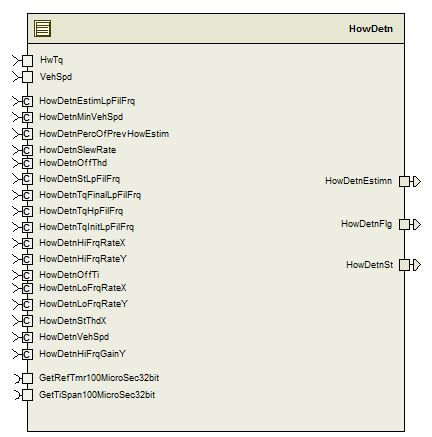 HowDetn
HwTq
VehSpd
C HowDetnEstimLpFilFrq
C HowDetnMinVehSpd
C HowDetnPercOfPrevHowEstim
C HowDetnSlewRate
C HowDetnOffThd
C HowDetnStLpFilFrq
C HowDetnTqFinalLpFilFrq
C HowDetnTqHpFilFrq
C HowDetnTqInitLpFilFrq
C HowDetnHiFrqRateX
C HowDetnHiFrqRateY
C HowDetnOffTi
C HowDetnLoFrqRateX
C HowDetnLoFrqRateY
C HowDetnStThdX
C HowDetnVehSpd
C HowDetnHiFrqGainY
GetRefTmr100MicroSec32bit
GetTiSpan100MicroSec32bit
HowDetnEstimn
HowDetnFlg
HowDetnSt